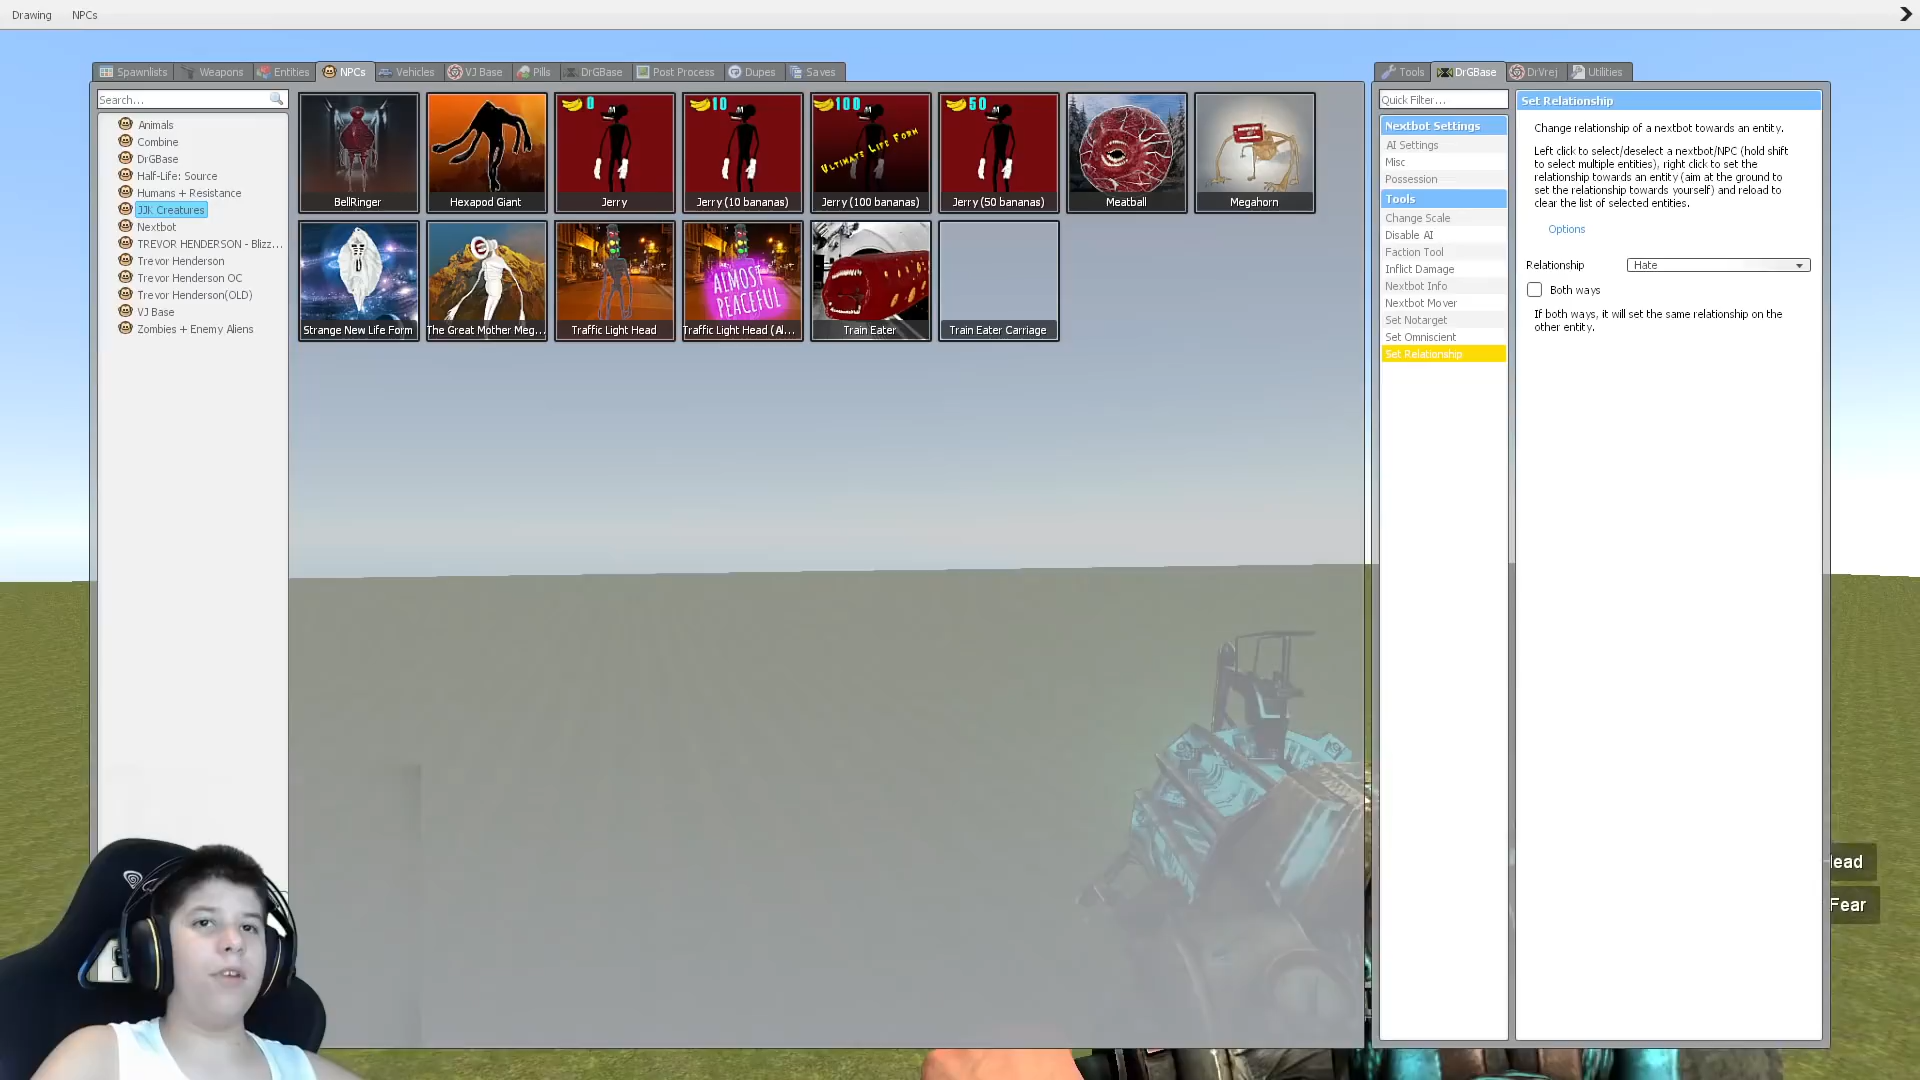 Drawing NPCs
Spawnlists Weapons Entities NPCs Vehicles VJ Base Pills DrGBase Post Process Dupes Saves
Search...
Animals
Combine
DrGBase
Half-Life: Source
Humans + Resistance
JJK Creatures
Nextbot
TREVOR HENDERSON - Blizz...
Trevor Henderson
Trevor Henderson OC
Trevor Henderson(OLD)
VJ Base
Zombies + Enemy Aliens
BellRinger
Hexapod Giant
0
Jerry
10
Jerry (10 bananas)
100
ULTIMATE LIFE FORM
Jerry (100 bananas)
50
Jerry (50 bananas)
Meatball
Megahorn
Strange New Life Form
The Great Mother Meg...
Traffic Light Head
ALMOST
PEACEFUL
Traffic Light Head (Al...
Train Eater
Train Eater Carriage
Tools DrGBase DrVrej Utilities
Quick Filter...
Nextbot Settings
AI Settings
Misc
Possession
Tools
Change Scale
Disable AI
Faction Tool
Inflict Damage
Nextbot Info
Nextbot Mover
Set Notarget
Set Omniscient
Set Relationship
Set Relationship
Change relationship of a nextbot towards an entity.
Left click to select/deselect a nextbot/NPC (hold shift
to select multiple entities), right click to set the
relationship towards an entity (aim at the ground to
set the relationship towards yourself) and reload to
clear the list of selected entities.
Options
Relationship Hate
Both ways
If both ways, it will set the same relationship on the
other entity.
ead
Fear